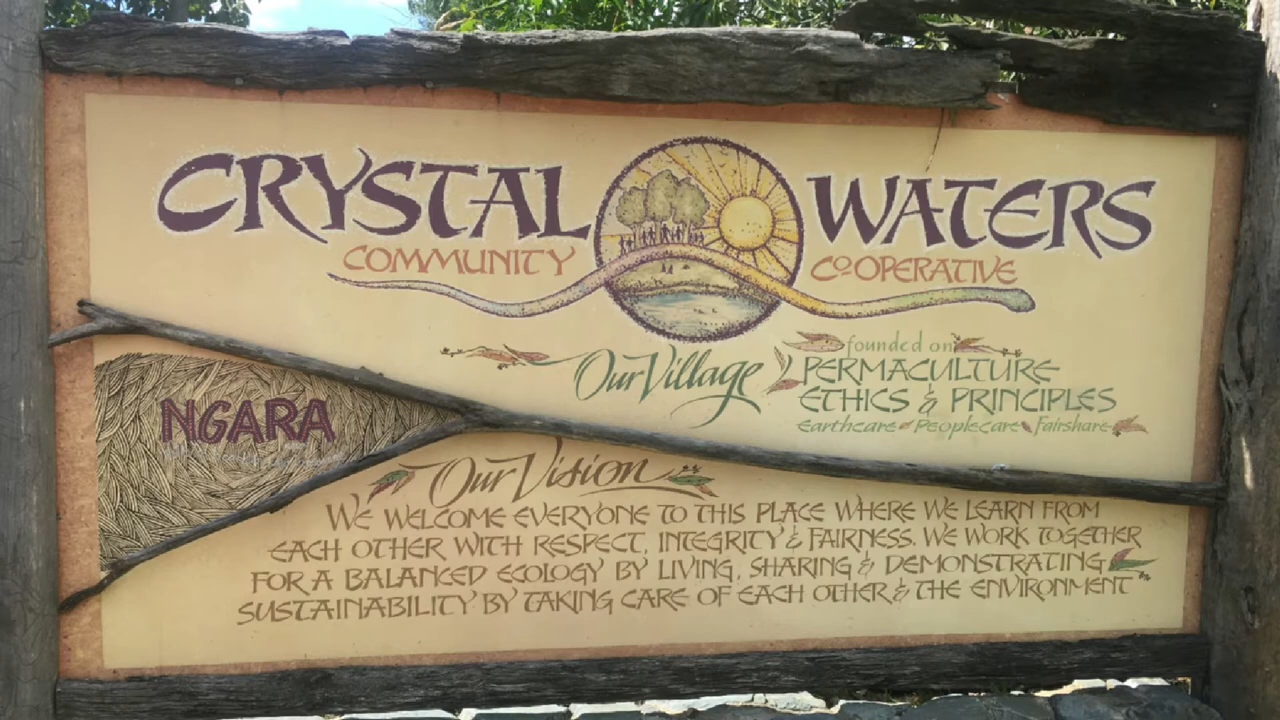 CRYSTAL WATERS
COMMUNITY CO-OPERATIVE
Our Village founded on
PERMACULTURE
ETHICS & PRINCIPLES
Earthcare Peoplecare Fairshare
NGARA
Our Vision
WE WELCOME EVERYONE TO THIS PLACE WHERE WE LEARN FROM
EACH OTHER WITH RESPECT, INTEGRITY & FAIRNESS. WE WORK TOGETHER
FOR A BALANCED ECOLOGY BY LIVING, SHARING & DEMONSTRATING
SUSTAINABILITY BY TAKING CARE OF EACH OTHER & THE ENVIRONMENT